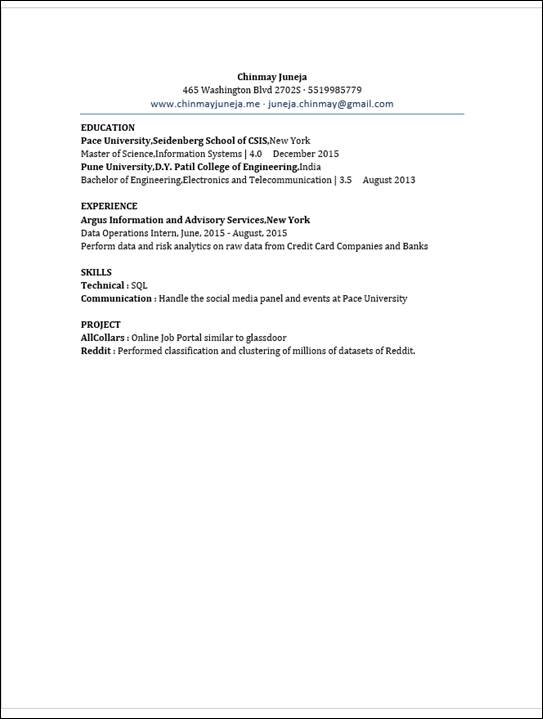 Chinmay Juneja
465 Washington Blvd 2702S · 5519985779
www.chinmayjuneja.me · juneja.chinmay@gmail.com
EDUCATION
Pace University,Seidenberg School of CSIS,New York
Master of Science,Information Systems | 4.0 December 2015
Pune University,D.Y. Patil College of Engineering,India
Bachelor of Engineering,Electronics and Telecommunication | 3.5 August 2013
EXPERIENCE
Argus Information and Advisory Services,New York
Data Operations Intern, June, 2015 - August, 2015
Perform data and risk analytics on raw data from Credit Card Companies and Banks
SKILLS
Technical : SQL
Communication : Handle the social media panel and events at Pace University
PROJECT
AllCollars : Online Job Portal similar to glassdoor
Reddit : Performed classification and clustering of millions of datasets of Reddit.